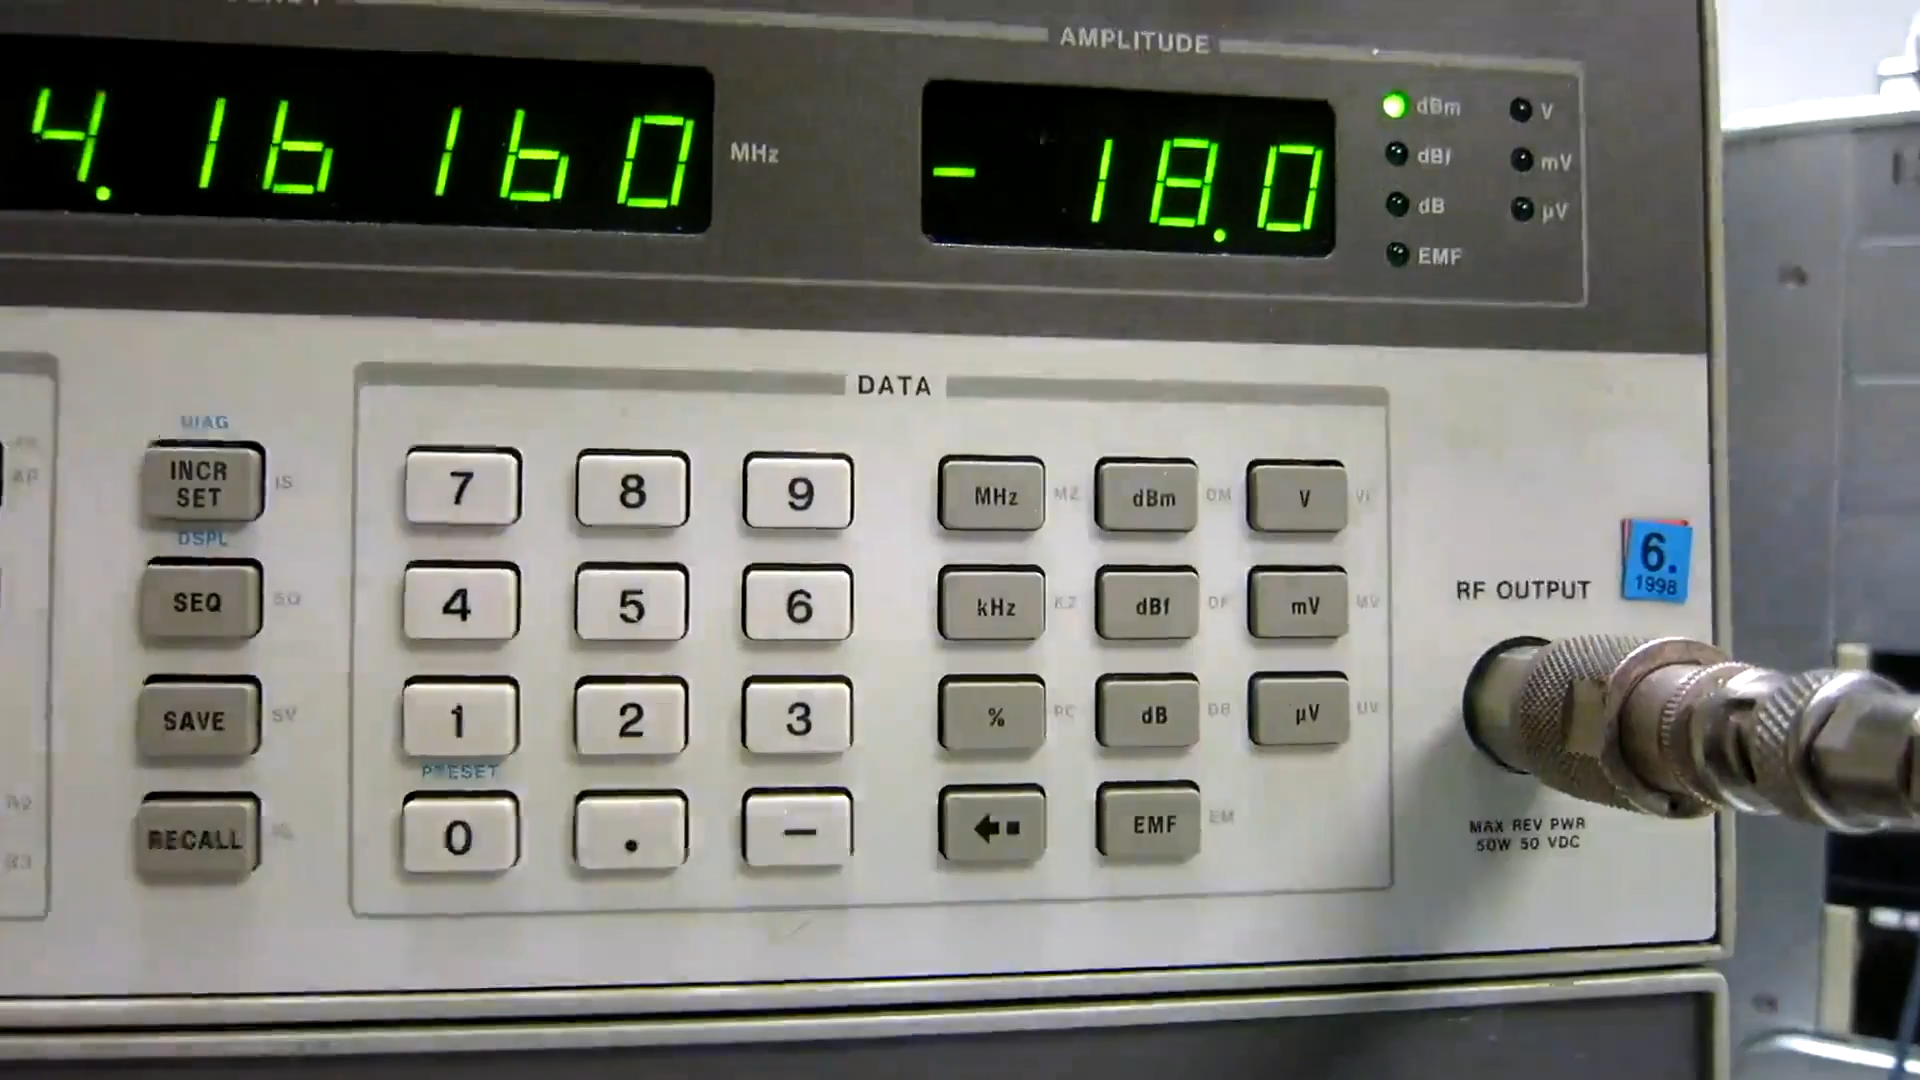 AMPLITUDE
4.16 160 MHz
-18.0
dBm V
dBf mV
dB µV
EMF
DATA
DIAG
INCR SET IS
7 8 9 MHz MZ dBm DM V VL
DSPL
SEQ SQ
4 5 6 kHz KZ dBf DF mV MV
6.
1998
RF OUTPUT
SAVE SV
1 2 3 % PC dB DB µV UV
PRESET
RECALL
0 . - EMF EM
MAX REV PWR
50W 50 VDC
AP
R2
R3